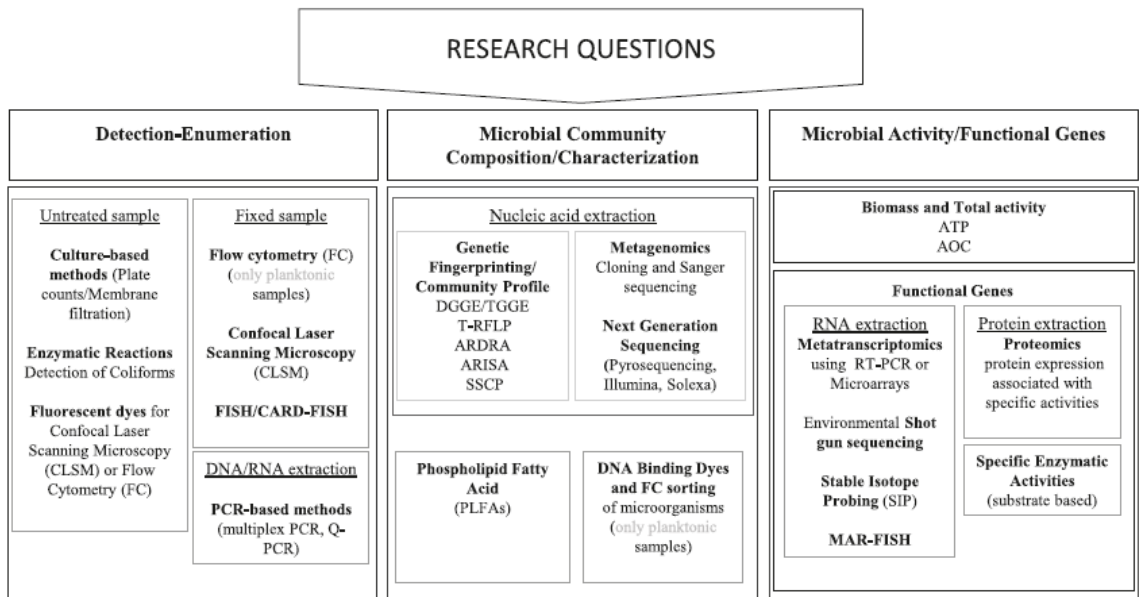 RESEARCH QUESTIONS
Detection-Enumeration
Untreated sample
Culture-based
methods (Plate
counts/Membrane
filtration)
Enzymatic Reactions
Detection of Coliforms
Fluorescent dyes for
Confocal Laser
Scanning Microscopy
(CLSM) or Flow
Cytometry (FC)
Fixed sample
Flow cytometry (FC)
(only planktonic
samples)
Confocal Laser
Scanning Microscopy
(CLSM)
FISH/CARD-FISH
DNA/RNA extraction
PCR-based methods
(multiplex PCR, Q-
PCR)
Microbial Community
Composition/Characterization
Nucleic acid extraction
Genetic
Fingerprinting/
Community Profile
DGGE/TGGE
T-RFLP
ARDRA
ARISA
SSCP
Metagenomics
Cloning and Sanger
sequencing
Next Generation
Sequencing
(Pyrosequencing,
Illumina, Solexa)
Phospholipid Fatty
Acid
(PLFAs)
DNA Binding Dyes
and FC sorting
of microorganisms
(only planktonic
samples)
Microbial Activity/Functional Genes
Biomass and Total activity
ATP
AOC
Functional Genes
RNA extraction
Metatranscriptomics
using RT-PCR or
Microarrays
Environmental Shot
gun sequencing
Stable Isotope
Probing (SIP)
MAR-FISH
Protein extraction
Proteomics
protein expression
associated with
specific activities
Specific Enzymatic
Activities
(substrate based)